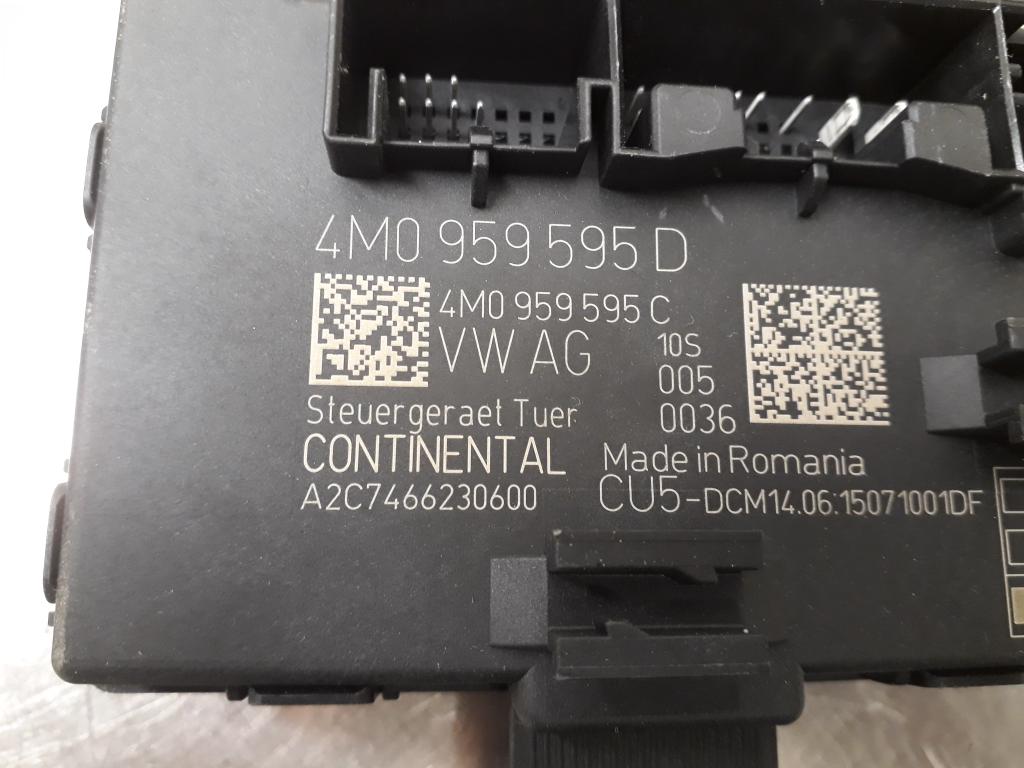 4M0 959 595 D
4M0 959 595 C
VW AG
10S
005
0036
Steuergeraet Tuer
CONTINENTAL
Made in Romania
A2C7466230600
CU5-DCM14.06.15071001DF